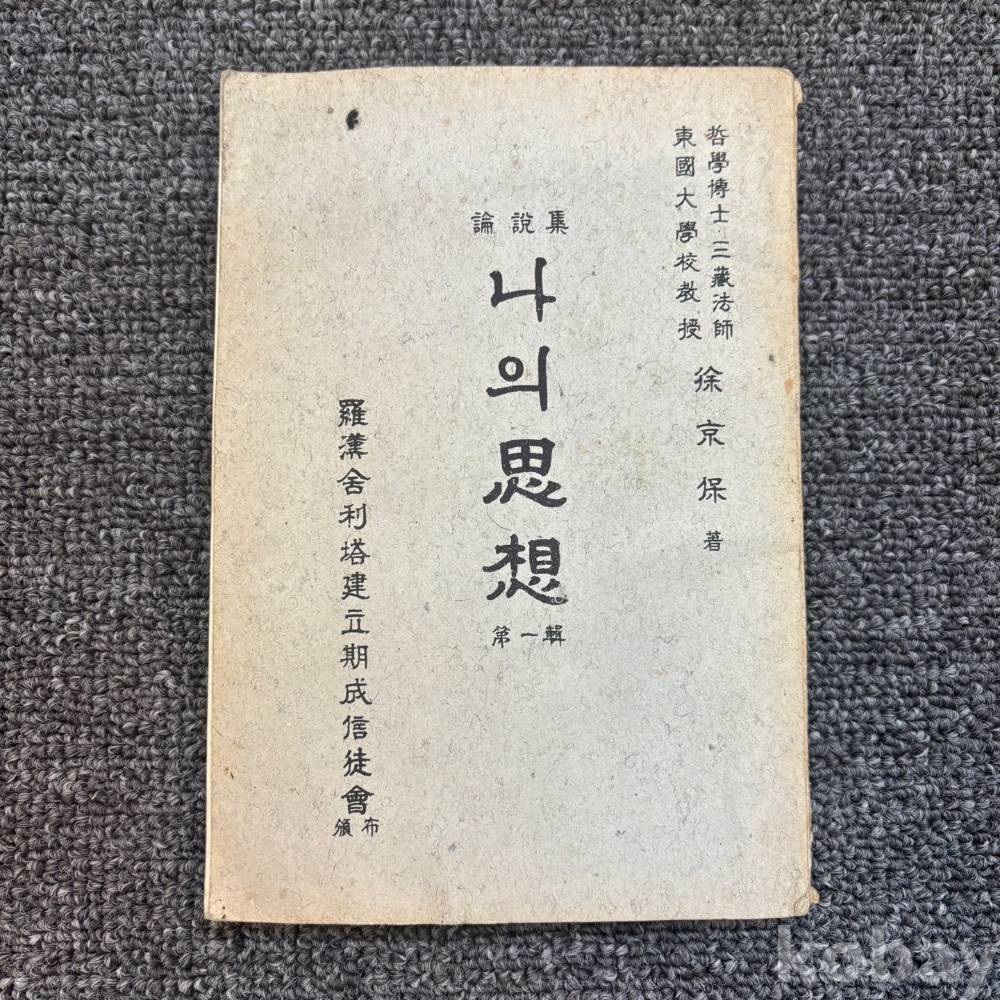 哲學博士·三藏法師
東國大學校敎授
徐京保 著
論說集
나의思想
第一輯
羅漢舍利塔建立期成信徒會
頒布
kobay